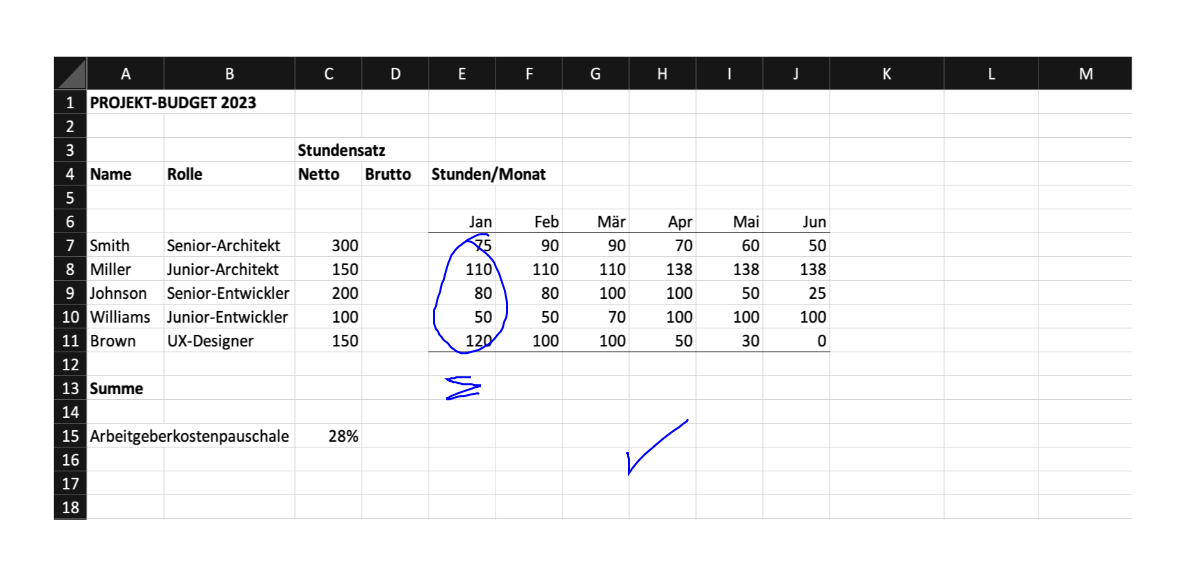 A B C D E F G H I J K L M
1 PROJEKT-BUDGET 2023
2
3 Stundensatz
4 Name Rolle Netto Brutto Stunden/Monat
5
6 Jan Feb Mär Apr Mai Jun
7 Smith Senior-Architekt 300 75 90 90 70 60 50
8 Miller Junior-Architekt 150 110 110 110 138 138 138
9 Johnson Senior-Entwickler 200 80 80 100 100 50 25
10 Williams Junior-Entwickler 100 50 50 70 100 100 100
11 Brown UX-Designer 150 120 100 100 50 30 0
12
13 Summe Σ
14
15 Arbeitgeberkostenpauschale 28%
16
17
18